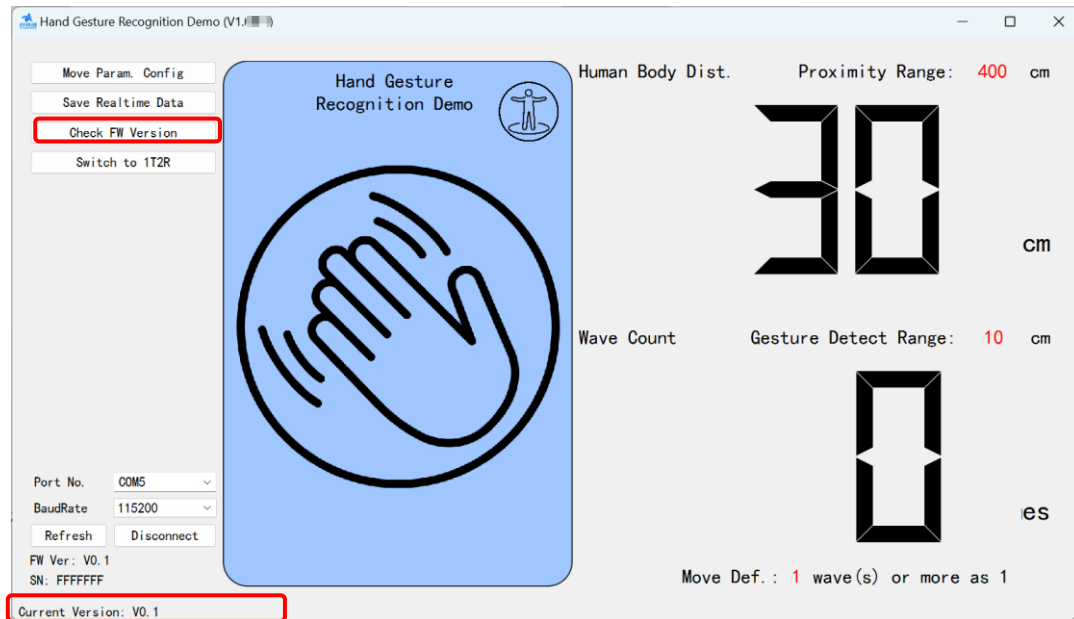 Hand Gesture Recognition Demo (V1.
Move Param. Config
Save Realtime Data
Check FW Version
Switch to 1T2R
Hand Gesture
Recognition Demo
Human Body Dist. Proximity Range: 400 cm
30
cm
Wave Count Gesture Detect Range: 10 cm
0
es
Move Def.: 1 wave(s) or more as 1
Port No. COM5
BaudRate 115200
Refresh Disconnect
FW Ver: V0.1
SN: FFFFFFF
Current Version: V0.1